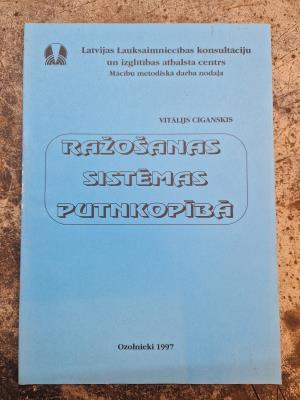 Latvijas Lauksaimniecības konsultāciju
un izglītības atbalsta centrs
Mācību metodiskā darba nodaļa
VITĀLIJS CIGANSKIS
RAŽOŠANAS
SISTĒMAS
PUTNKOPĪBĀ
Ozolnieki 1997